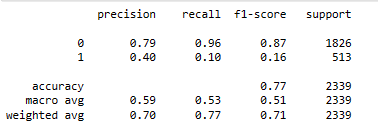 precision recall f1-score support
0 0.79 0.96 0.87 1826
1 0.40 0.10 0.16 513
accuracy 0.77 2339
macro avg 0.59 0.53 0.51 2339
weighted avg 0.70 0.77 0.71 2339